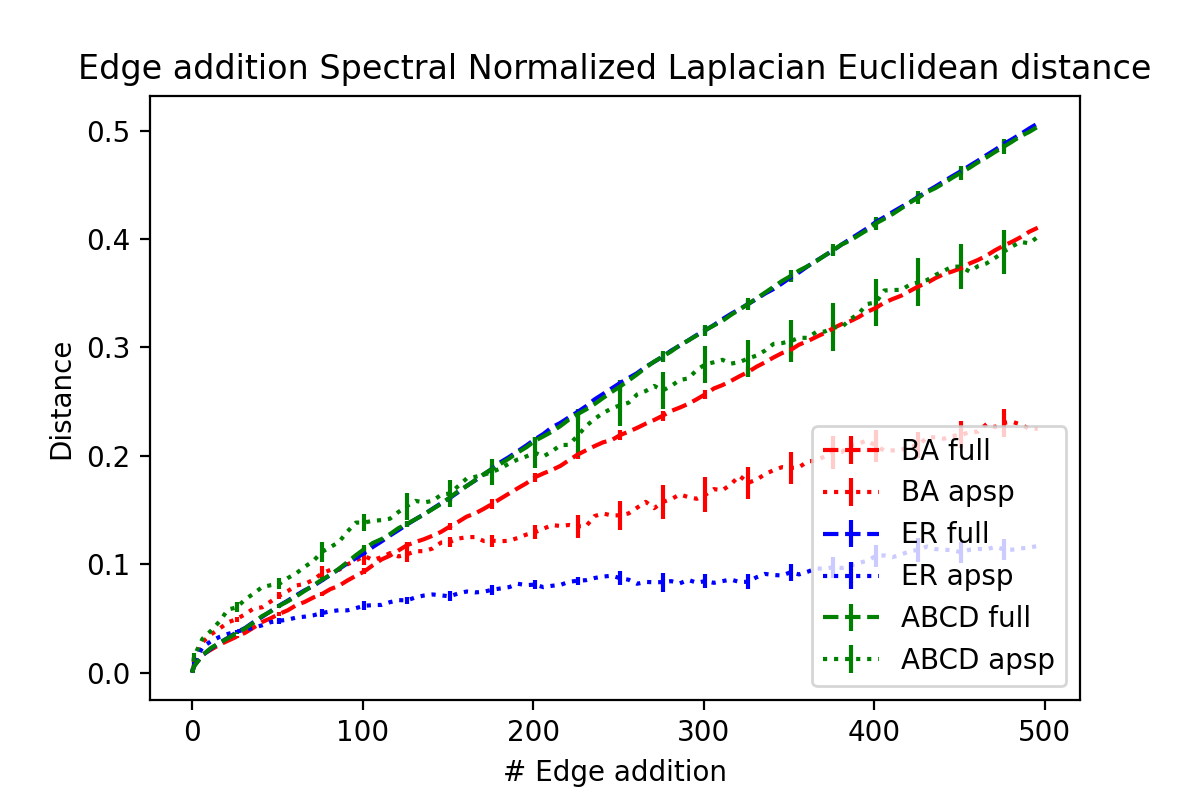 Edge addition Spectral Normalized Laplacian Euclidean distance
0.5
0.4
0.3
0.2
0.1
0.0
Distance
0 100 200 300 400 500
# Edge addition
BA full
BA apsp
ER full
ER apsp
ABCD full
ABCD apsp